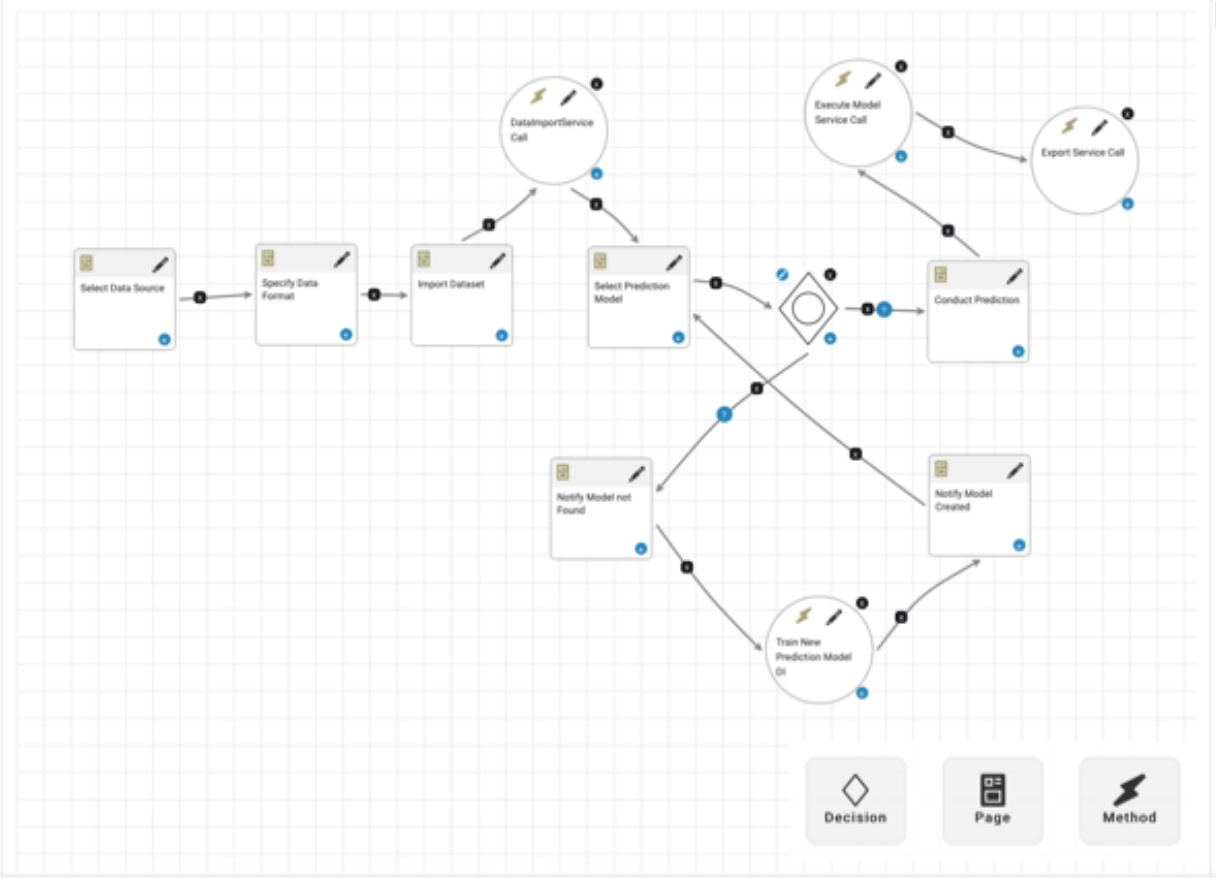 DataImportService
Call
Execute Model
Service Call
Export Service Call
Select Data Source
Specify Data
Format
Import Dataset
Select Prediction
Model
Conduct Prediction
Notify Model not
Found
Notify Model
Created
Train New
Prediction Model
DI
Decision
Page
Method